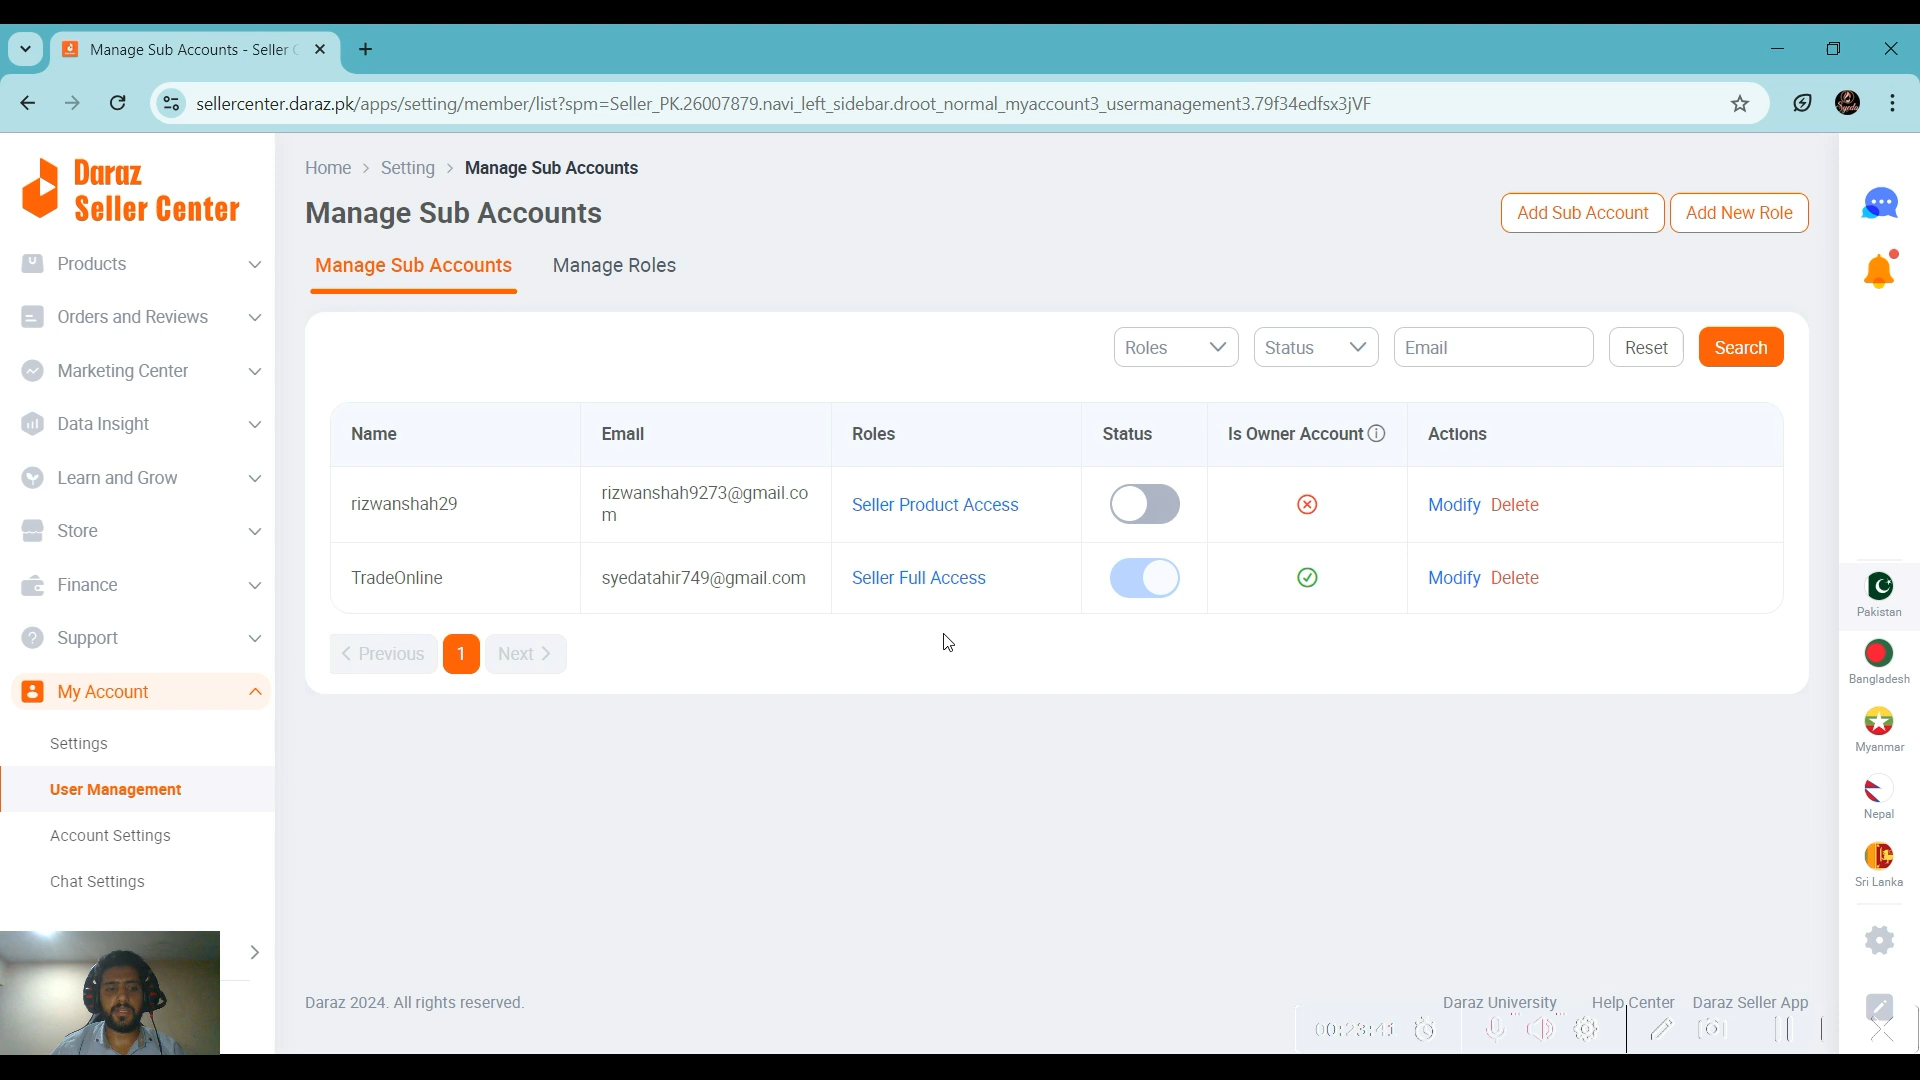 Manage Sub Accounts - Seller C
sellercenter.daraz.pk/apps/setting/member/list?spm=Seller_PK.26007879.navi_left_sidebar.droot_normal_myaccount3_usermanagement3.79f34edfsx3jVF
Daraz
Seller Center
Products
Orders and Reviews
Marketing Center
Data Insight
Learn and Grow
Store
Finance
Support
My Account
Settings
User Management
Account Settings
Chat Settings
Home > Setting > Manage Sub Accounts
Manage Sub Accounts
Add Sub Account Add New Role
Manage Sub Accounts Manage Roles
Roles Status Email Reset Search
Name Email Roles Status Is Owner Account Actions
rizwanshah29 rizwanshah9273@gmail.co
m Seller Product Access Modify Delete
TradeOnline syedatahir749@gmail.com Seller Full Access Modify Delete
< Previous 1 Next >
Daraz 2024. All rights reserved.
Daraz University Help Center Daraz Seller App
00:23:41
Pakistan
Bangladesh
Myanmar
Nepal
Sri Lanka